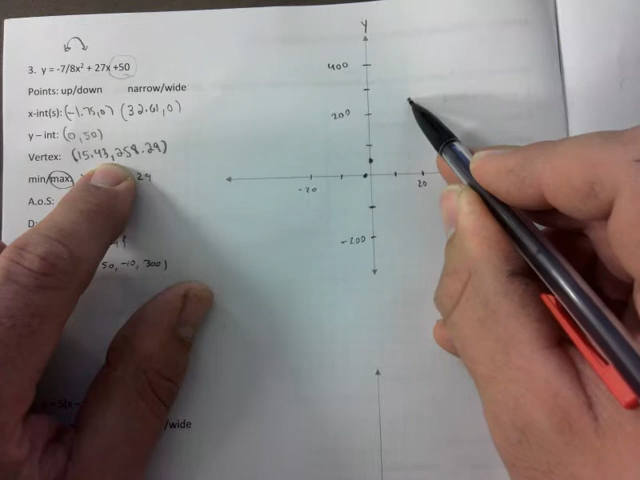 3. y = -7/8x² + 27x +50
Points: up/down narrow/wide
x-int(s): (-1.75,0) (32.61,0)
y – int: (0,50)
Vertex: (15.43,258.29)
min/max
A.o.S:
D:
50, -10, 300)
/wide
Y
400
200
-20
20
-200